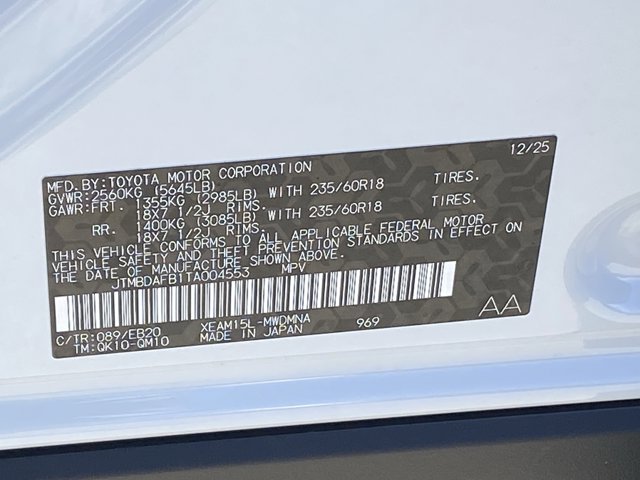 12/25
MFD. BY: TOYOTA MOTOR CORPORATION
GVWR: 2560KG (5645LB)
GAWR: FRT. 1355KG (2985LB) WITH 235/60R18 TIRES.
18X7 1/2J RIMS.
RR. 1400KG (3085LB) WITH 235/60R18 TIRES.
18X7 1/2J RIMS.
THIS VEHICLE CONFORMS TO ALL APPLICABLE FEDERAL MOTOR
VEHICLE SAFETY AND THEFT PREVENTION STANDARDS IN EFFECT ON
THE DATE OF MANUFACTURE SHOWN ABOVE.
JTMBDAFB1TA004553 MPV
C/TR: 089/EB20 XEAM15L-MWDMNA 969 AA
TM: QK10-QM10 MADE IN JAPAN